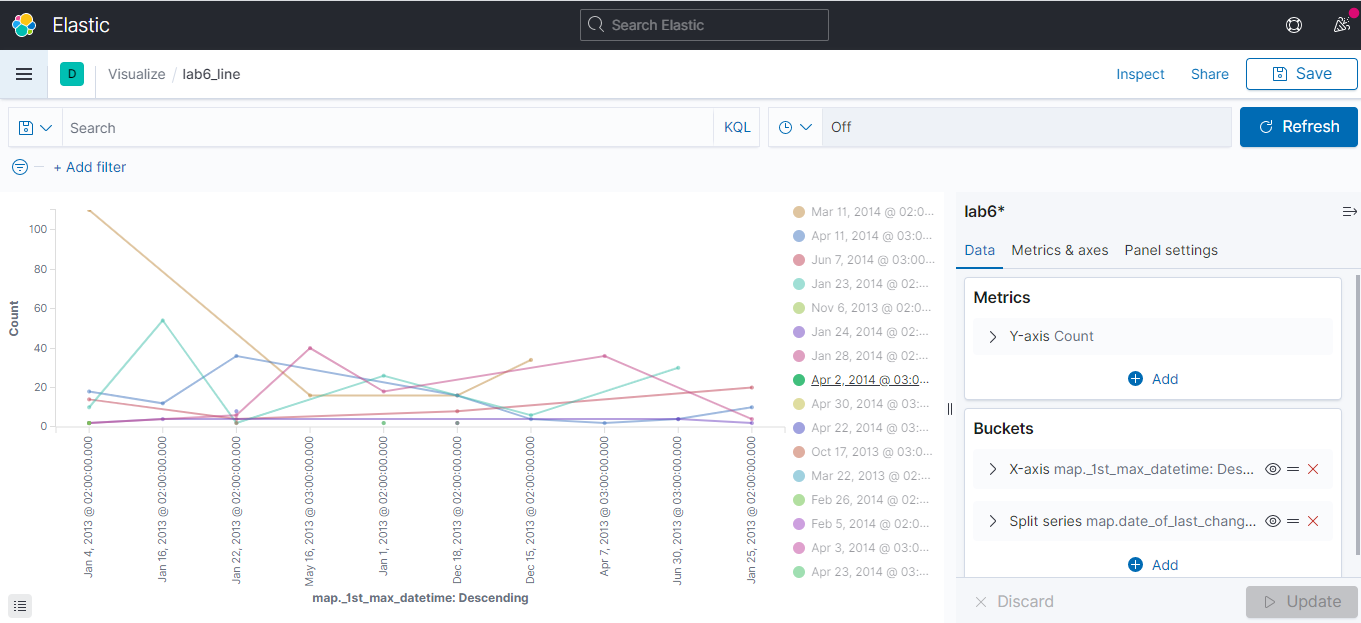 Elastic
Search Elastic
D
Visualize / lab6_line
Inspect
Share
Save
Search
KQL
Off
Refresh
+ Add filter
Count
100
80
60
40
20
0
Jan 4, 2013 @ 02:00:00.000
Jan 16, 2013 @ 02:00:00.000
Jan 22, 2013 @ 02:00:00.000
May 16, 2013 @ 03:00:00.000
Jan 1, 2013 @ 02:00:00.000
Dec 18, 2013 @ 02:00:00.000
Dec 15, 2013 @ 02:00:00.000
Apr 7, 2013 @ 03:00:00.000
Jun 30, 2013 @ 03:00:00.000
Jan 25, 2013 @ 02:00:00.000
map._1st_max_datetime: Descending
Mar 11, 2014 @ 02:0...
Apr 11, 2014 @ 03:0...
Jun 7, 2014 @ 03:00...
Jan 23, 2014 @ 02:...
Nov 6, 2013 @ 02:0...
Jan 24, 2014 @ 02:...
Jan 28, 2014 @ 02:...
Apr 2, 2014 @ 03:0...
Apr 30, 2014 @ 03:...
Apr 22, 2014 @ 03:...
Oct 17, 2013 @ 03:0...
Mar 22, 2013 @ 02:...
Feb 26, 2014 @ 02:...
Feb 5, 2014 @ 02:0...
Apr 3, 2014 @ 03:0...
Apr 23, 2014 @ 03:...
lab6*
Data
Metrics & axes
Panel settings
Metrics
Y-axis Count
Add
Buckets
X-axis map._1st_max_datetime: Des...
Split series map.date_of_last_chang...
Add
Discard
Update